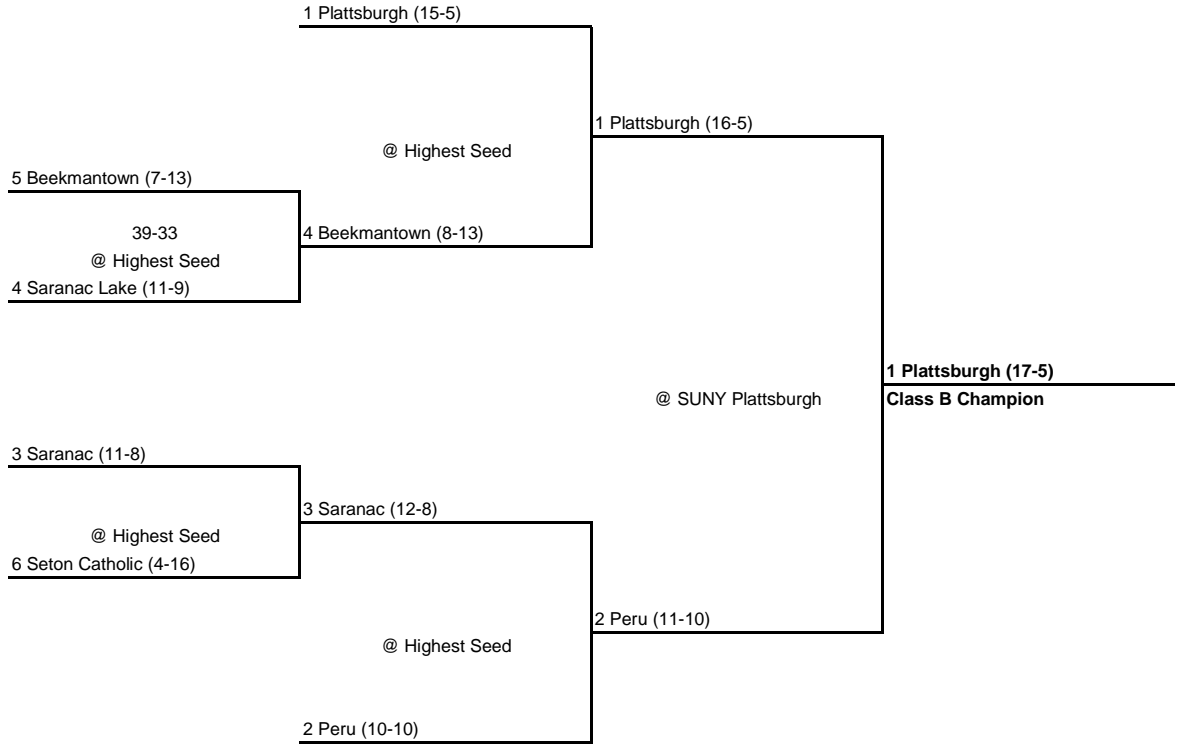 1 Plattsburgh (15-5)
1 Plattsburgh (16-5)
@ Highest Seed
5 Beekmantown (7-13)
39-33
4 Beekmantown (8-13)
@ Highest Seed
4 Saranac Lake (11-9)
1 Plattsburgh (17-5)
@ SUNY Plattsburgh
Class B Champion
3 Saranac (11-8)
3 Saranac (12-8)
@ Highest Seed
6 Seton Catholic (4-16)
2 Peru (11-10)
@ Highest Seed
2 Peru (10-10)